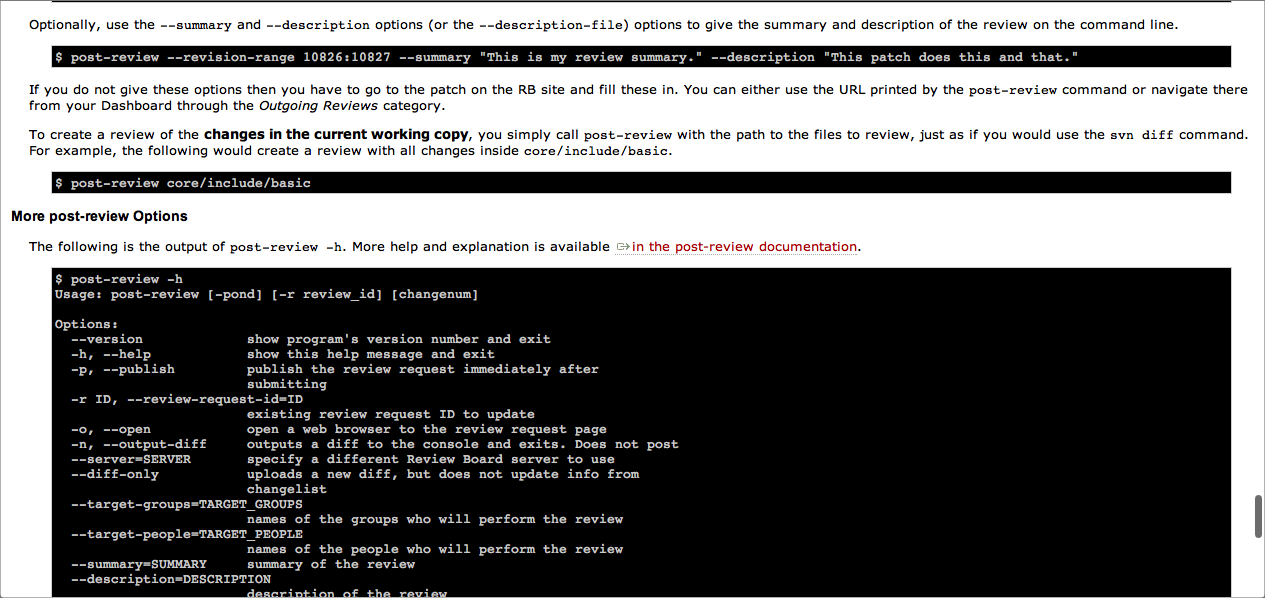 Optionally, use the --summary and --description options (or the --description-file) options to give the summary and description of the review on the command line.
$ post-review --revision-range 10826:10827 --summary "This is my review summary." --description "This patch does this and that."
If you do not give these options then you have to go to the patch on the RB site and fill these in. You can either use the URL printed by the post-review command or navigate there
from your Dashboard through the Outgoing Reviews category.
To create a review of the changes in the current working copy, you simply call post-review with the path to the files to review, just as if you would use the svn diff command.
For example, the following would create a review with all changes inside core/include/basic.
$ post-review core/include/basic
More post-review Options
The following is the output of post-review -h. More help and explanation is available in the post-review documentation.
$ post-review -h
Usage: post-review [-pond] [-r review_id] [changenum]
Options:
--version show program's version number and exit
-h, --help show this help message and exit
-p, --publish publish the review request immediately after
submitting
-r ID, --review-request-id=ID
existing review request ID to update
-o, --open open a web browser to the review request page
-n, --output-diff outputs a diff to the console and exits. Does not post
--server=SERVER specify a different Review Board server to use
--diff-only uploads a new diff, but does not update info from
changelist
--target-groups=TARGET_GROUPS
names of the groups who will perform the review
--target-people=TARGET_PEOPLE
names of the people who will perform the review
--summary=SUMMARY summary of the review
--description=DESCRIPTION
description of the review